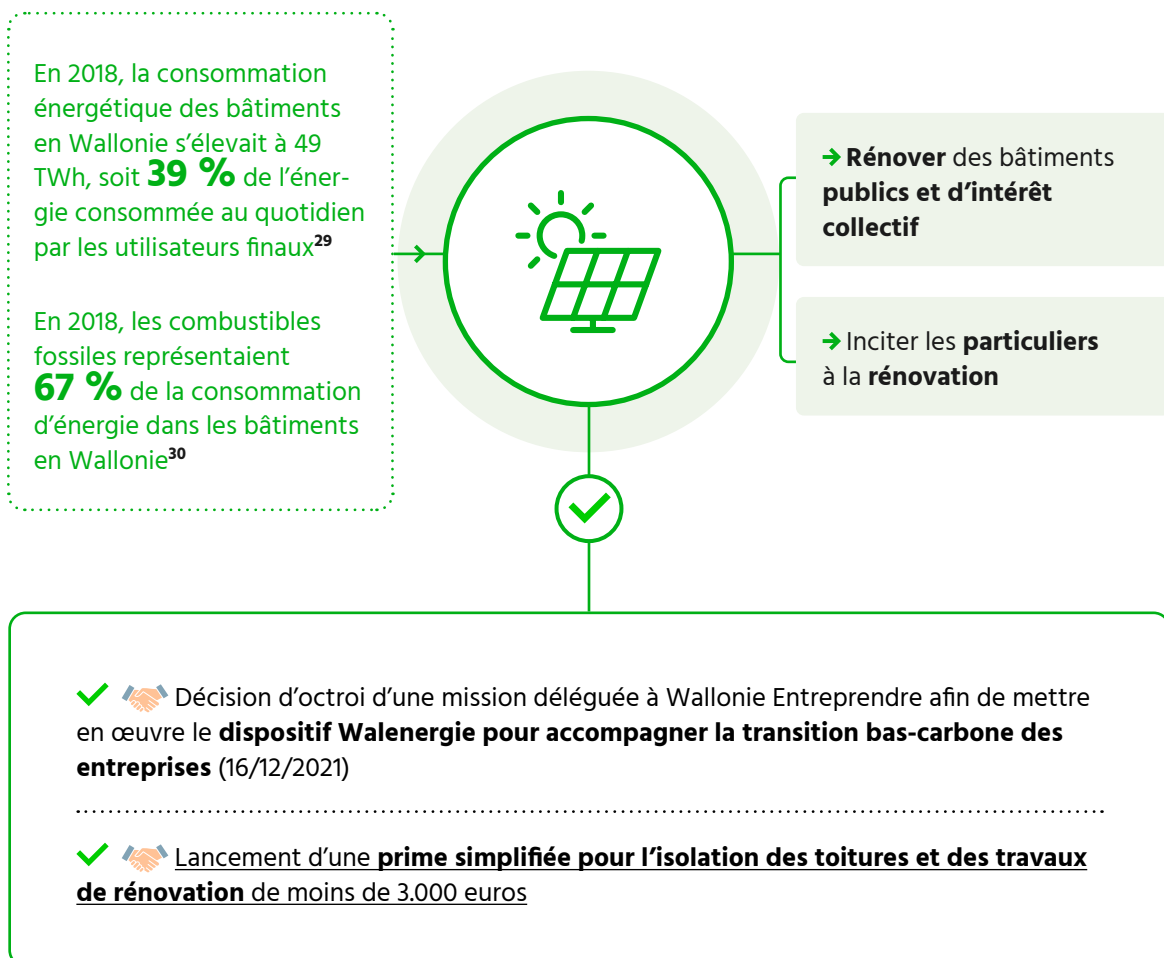 En 2018, la consommation
énergétique des bâtiments
en Wallonie s’élevait à 49
TWh, soit 39 % de l’éner-
gie consommée au quotidien
par les utilisateurs finaux29
En 2018, les combustibles
fossiles représentaient
67 % de la consommation
d’énergie dans les bâtiments
en Wallonie30
→ Rénover des bâtiments
publics et d’intérêt
collectif
→ Inciter les particuliers
à la rénovation
Décision d’octroi d’une mission déléguée à Wallonie Entreprendre afin de mettre
en œuvre le dispositif Walenergie pour accompagner la transition bas-carbone des
entreprises (16/12/2021)
Lancement d’une prime simplifiée pour l’isolation des toitures et des travaux
de rénovation de moins de 3.000 euros